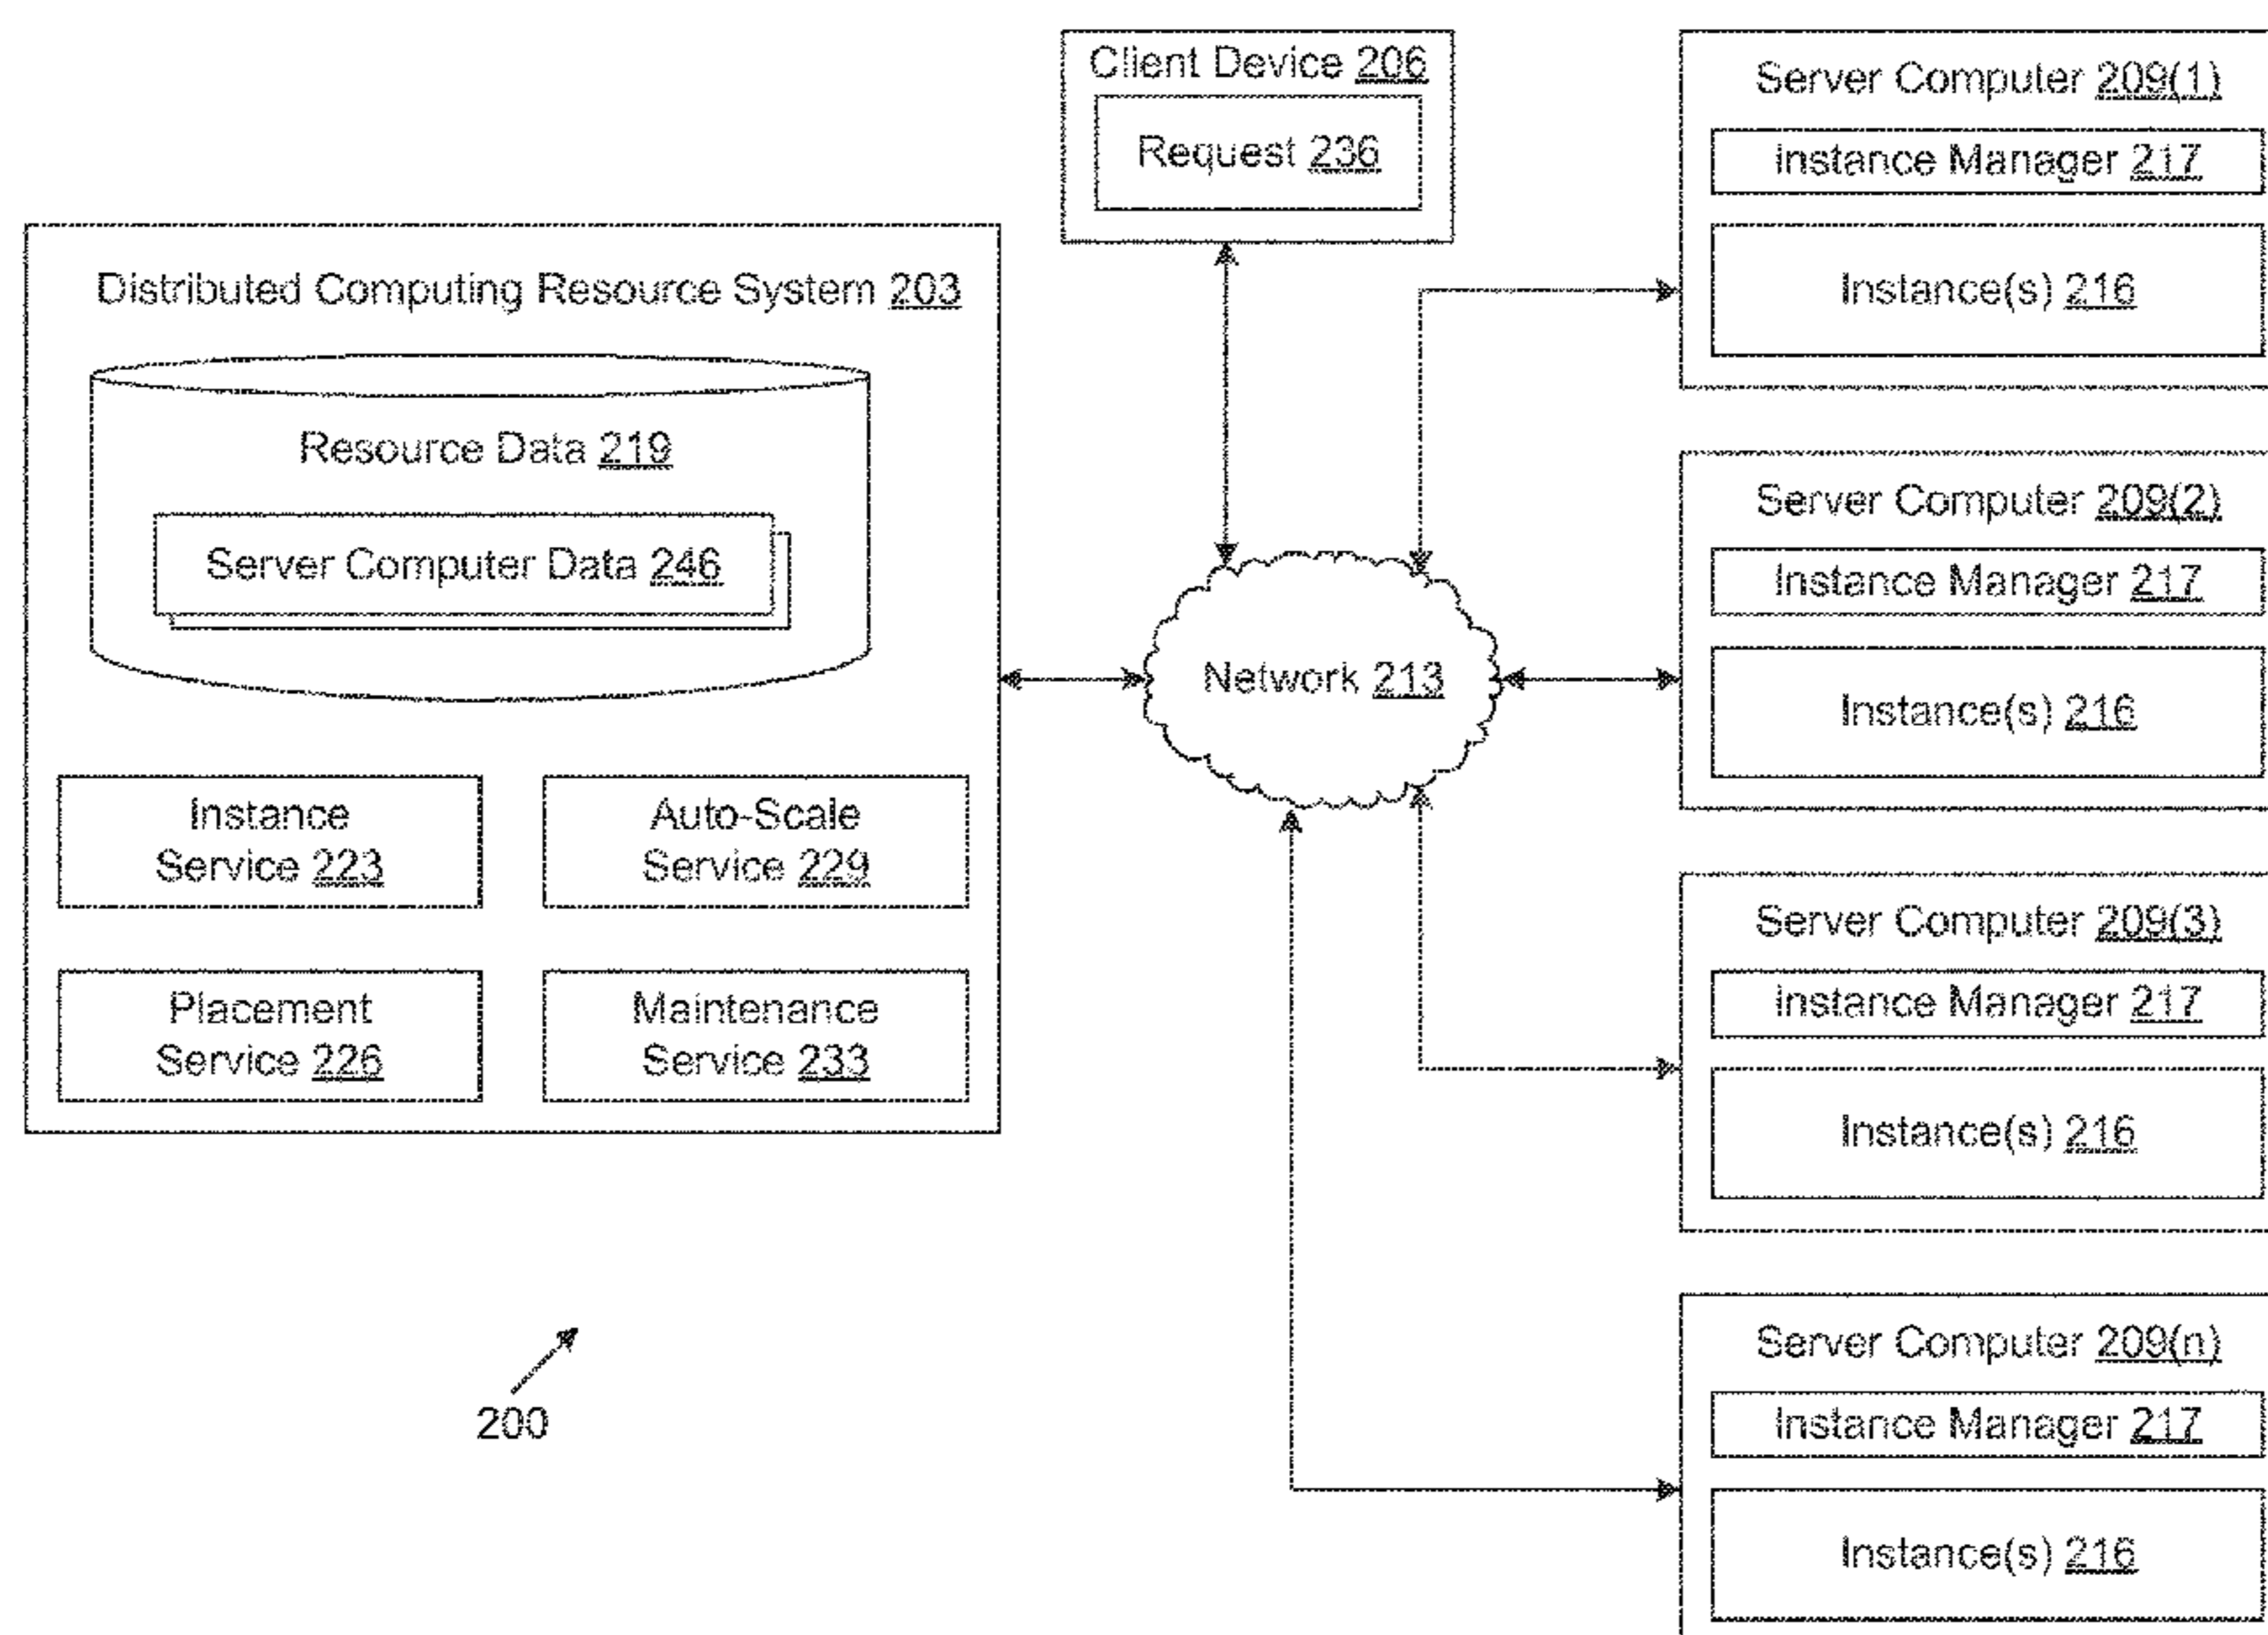 Client Device 206
Request 236
Distributed Computing Resource System 203
Resource Data 219
Server Computer Data 246
Instance
Service 223
Auto-Scale
Service 229
Placement
Service 226
Maintenance
Service 233
200
Network 213
Server Computer 209(1)
Instance Manager 217
Instance(s) 216
Server Computer 209(2)
Instance Manager 217
Instance(s) 216
Server Computer 209(3)
Instance Manager 217
Instance(s) 216
Server Computer 209(n)
Instance Manager 217
Instance(s) 216